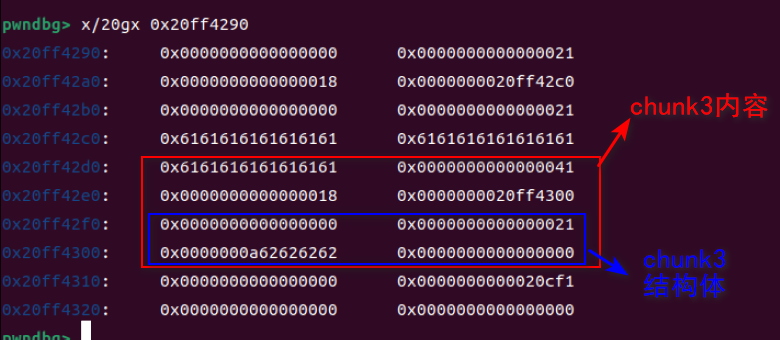 pwndbg> x/20gx 0x20ff4290
0x20ff4290: 0x0000000000000000 0x0000000000000021
0x20ff42a0: 0x0000000000000018 0x0000000020ff42c0
0x20ff42b0: 0x0000000000000000 0x0000000000000021
0x20ff42c0: 0x6161616161616161 0x6161616161616161
0x20ff42d0: 0x6161616161616161 0x0000000000000041
0x20ff42e0: 0x0000000000000018 0x0000000020ff4300
0x20ff42f0: 0x0000000000000000 0x0000000000000021
0x20ff4300: 0x0000000a62626262 0x0000000000000000
0x20ff4310: 0x0000000000000000 0x0000000000020cf1
0x20ff4320: 0x0000000000000000 0x0000000000000000
pwndbg>
chunk3内容
chunk3
结构体